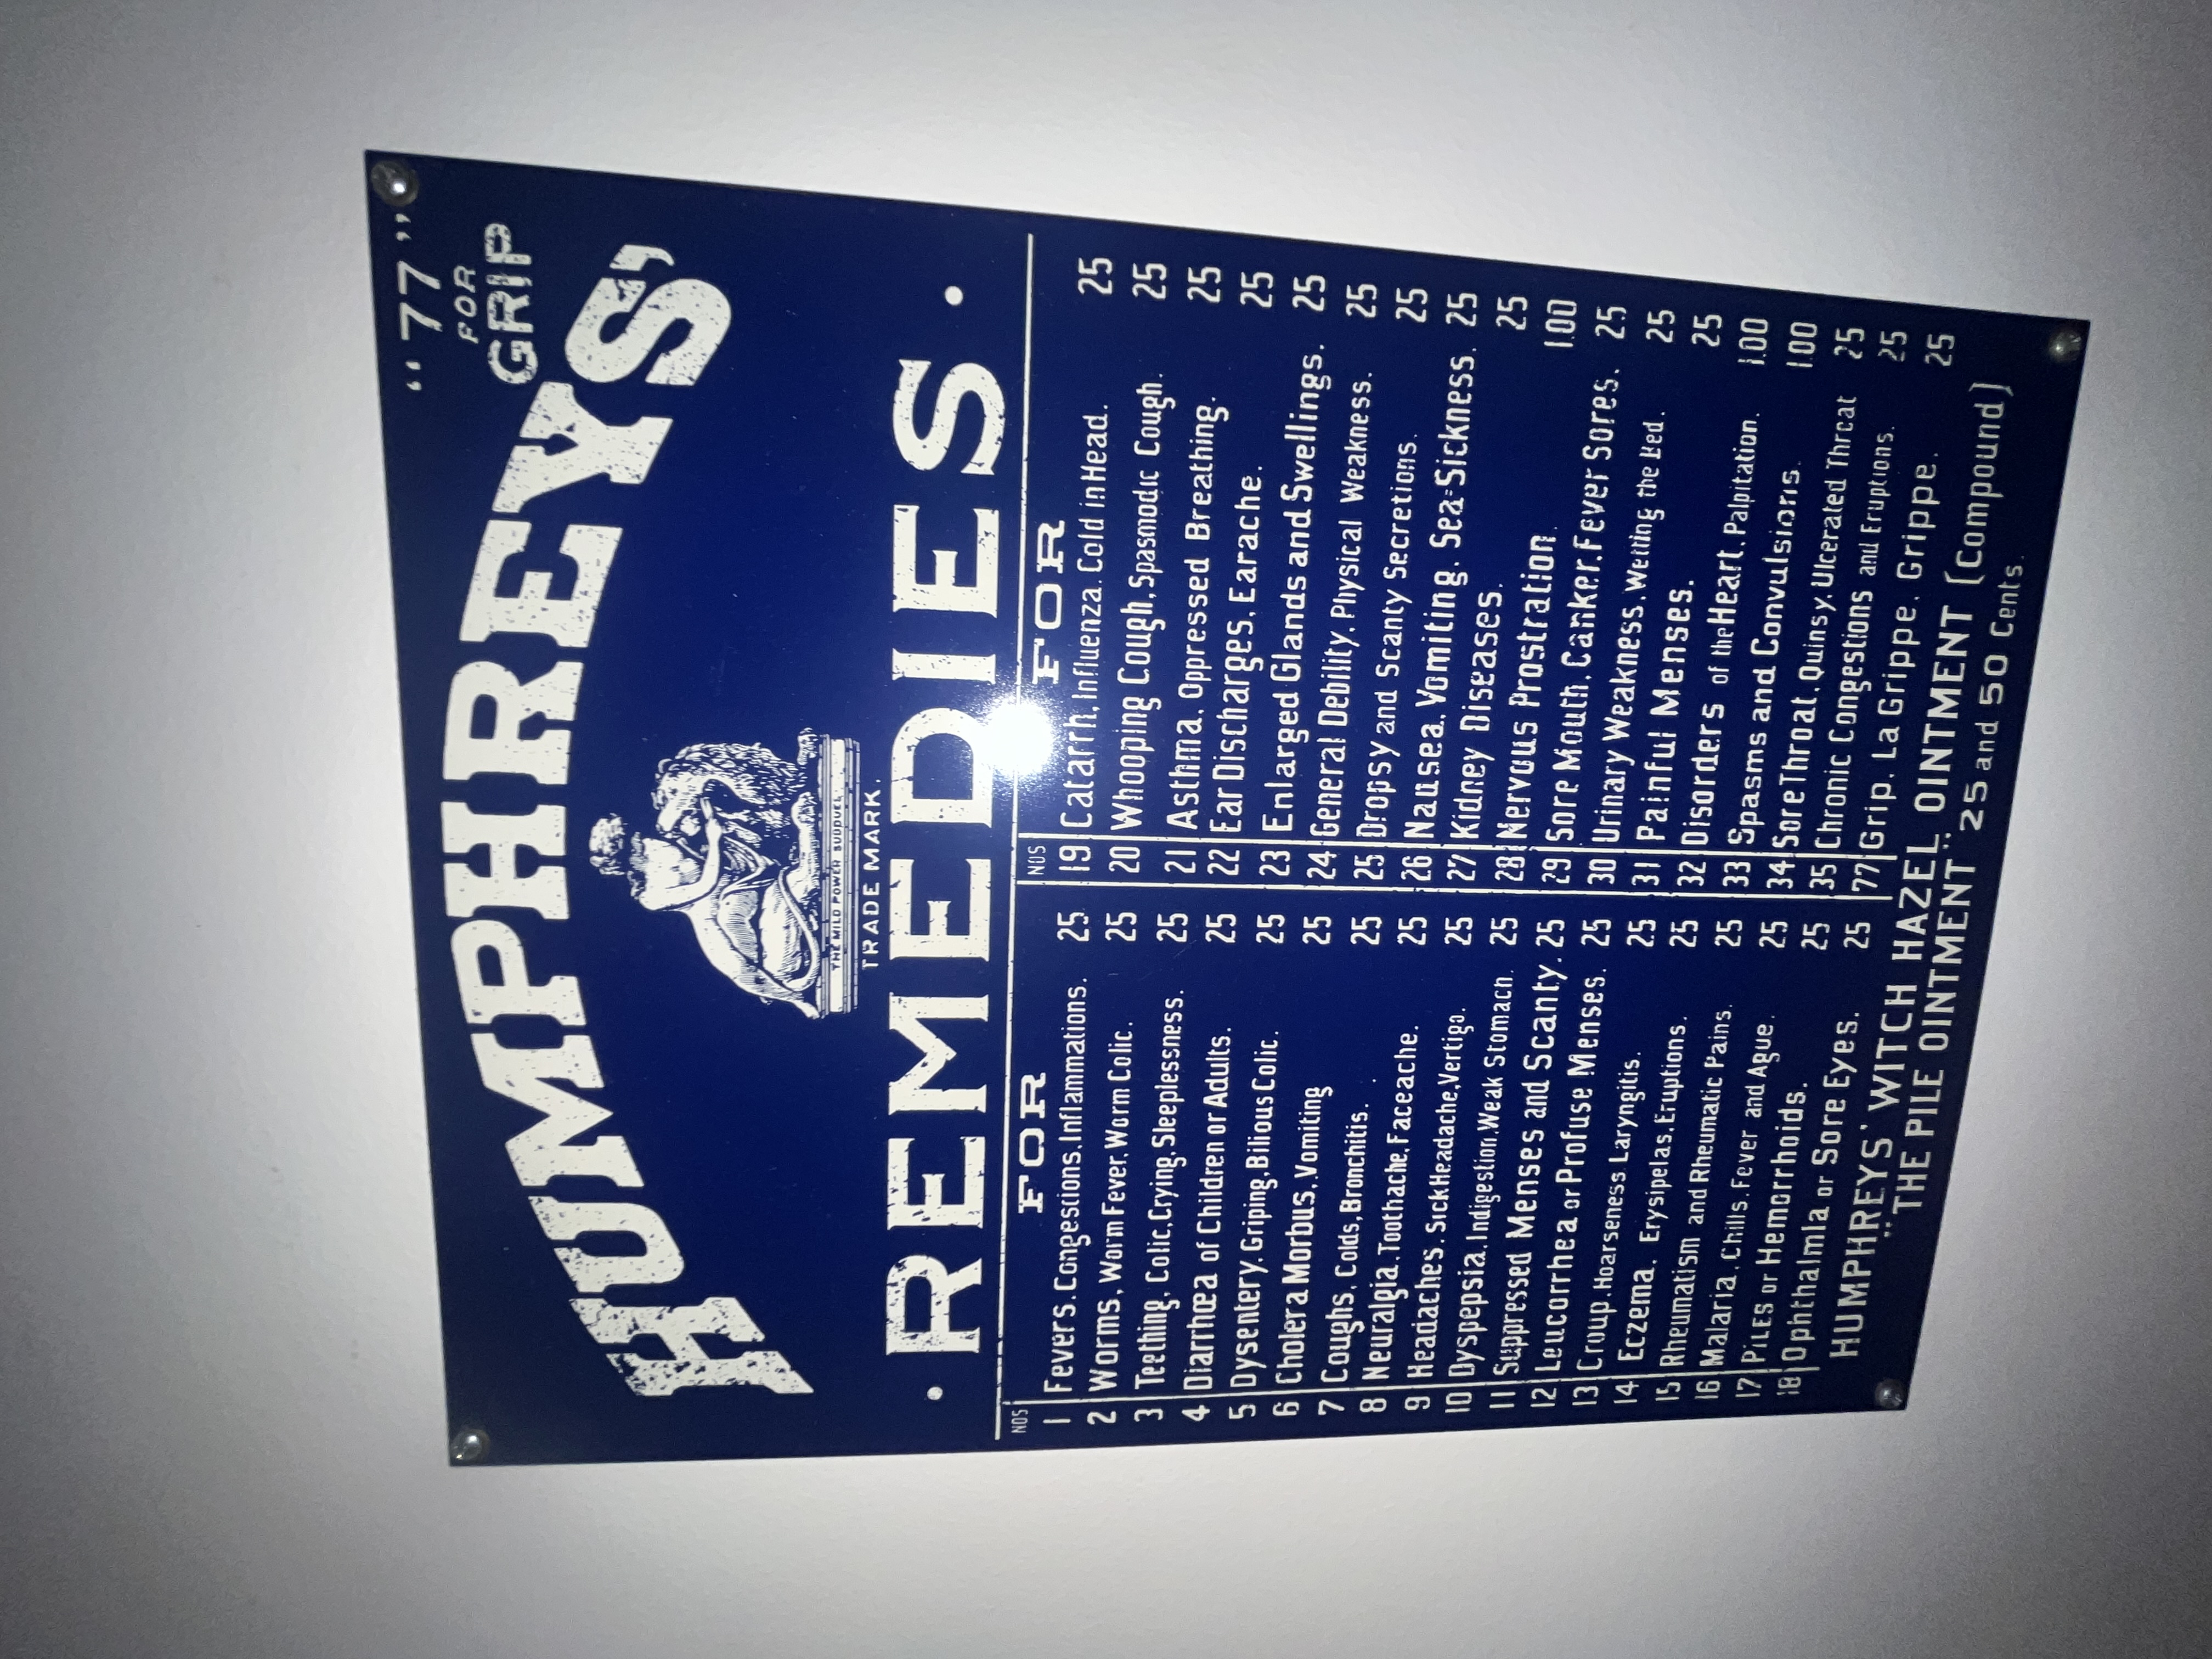 “77”
FOR
GRIP
HUMPHREYS’
THE MILD POWER SUUDUEL
TRADE MARK.
· REMEDIES ·
NOS FOR
1 Fevers. Congestions. Inflammations. 25
2 Worms, Worm Fever, Worm Colic. 25
3 Teething, Colic, Crying, Sleeplessness. 25
4 Diarrhœa of Children or Adults. 25
5 Dysentery, Griping, Bilious Colic. 25
6 Cholera Morbus, Vomiting 25
7 Coughs, Colds, Bronchitis. 25
8 Neuralgia, Toothache, Faceache. 25
9 Headaches. Sick Headache, Vertigo. 25
10 Dyspepsia, Indigestion, Weak Stomach 25
11 Suppressed Menses and Scanty. 25
12 Leucorrhea or Profuse Menses. 25
13 Croup, Hoarseness Laryngitis. 25
14 Eczema. Erysipelas, Eruptions. 25
15 Rheumatism and Rheumatic Pains. 25
16 Malaria, Chills, Fever and Ague. 25
17 PILES or Hemorrhoids. 25
18 Ophthalmia or Sore Eyes. 25
NOS FOR
19 Catarrh, Influenza. Cold in Head. 25
20 Whooping Cough, Spasmodic Cough. 25
21 Asthma, Oppressed Breathing. 25
22 Ear Discharges, Earache. 25
23 Enlarged Glands and Swellings. 25
24 General Debility, Physical Weakness. 25
25 Dropsy and Scanty Secretions. 25
26 Nausea, Vomiting, Sea-Sickness. 25
27 Kidney Diseases. 25
28 Nervous Prostration 1.00
29 Sore Mouth, Canker, Fever Sores. 25
30 Urinary Weakness, Wetting the Bed. 25
31 Painful Menses. 25
32 Disorders of the Heart, Palpitation. 1.00
33 Spasms and Convulsions. 1.00
34 Sore Throat, Quinsy, Ulcerated Throat 25
35 Chronic Congestions and Eruptions. 25
77 Grip, La Grippe, Grippe. 25
HUMPHREYS’ WITCH HAZEL OINTMENT (Compound)
"THE PILE OINTMENT" 25 and 50 Cents.